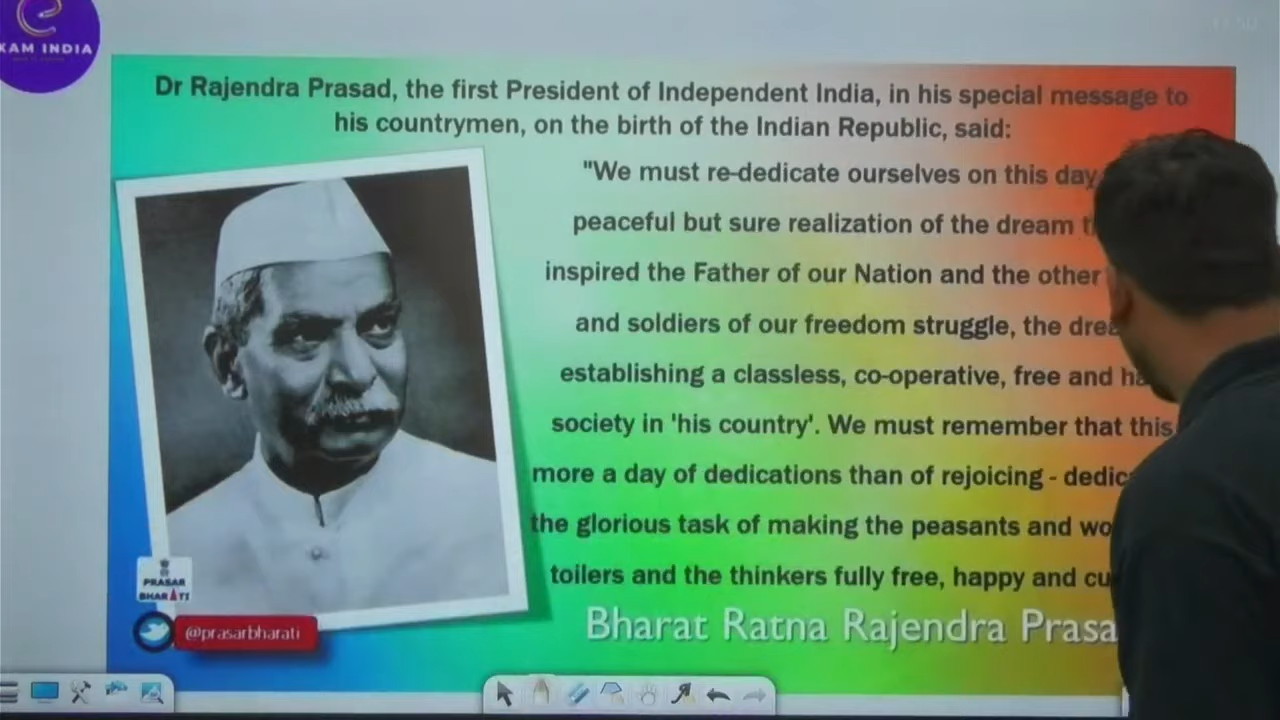 KAM INDIA
Dr Rajendra Prasad, the first President of Independent India, in his special message to
his countrymen, on the birth of the Indian Republic, said:
"We must re-dedicate ourselves on this day
peaceful but sure realization of the dream
inspired the Father of our Nation and the other
and soldiers of our freedom struggle, the
establishing a classless, co-operative, free and
society in 'his country'. We must remember that this
more a day of dedications than of rejoicing -
the glorious task of making the peasants and
toilers and the thinkers fully free, happy and
Bharat Ratna Rajendra
PRASAR
BHARATI
@prasarbharati